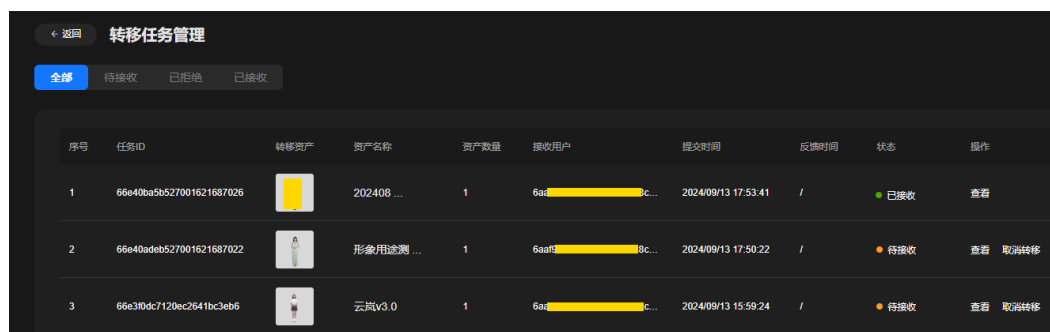 ← 返回 转移任务管理
全部 待接收 已拒绝 已接收
序号 任务ID 转移资产 资产名称 资产数量 接收用户 提交时间 反馈时间 状态 操作
1 66e40ba5b527001621687026 202408 ... 1 6aa c... 2024/09/13 17:53:41 / 已接收 查看
2 66e40adeb527001621687022 形象用途测 ... 1 6aaf9 8c... 2024/09/13 17:50:22 / 待接收 查看 取消转移
3 66e3f0dc7120ec2641bc3eb6 云岚v3.0 1 6aa c... 2024/09/13 15:59:24 / 待接收 查看 取消转移